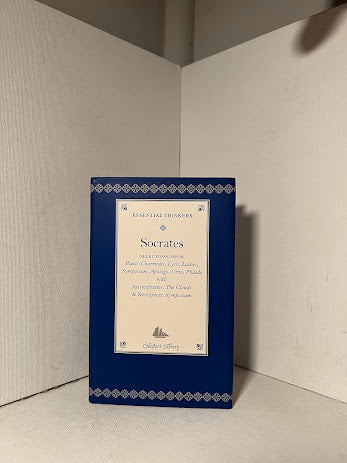 ESSENTIAL THINKERS
Socrates
SELECTIONS FROM
Plato: Charmides, Lysis, Laches,
Symposium, Apology, Crito, Phaedo
with
Aristophanes: The Clouds
& Xenophon: Symposium
Collector's Library